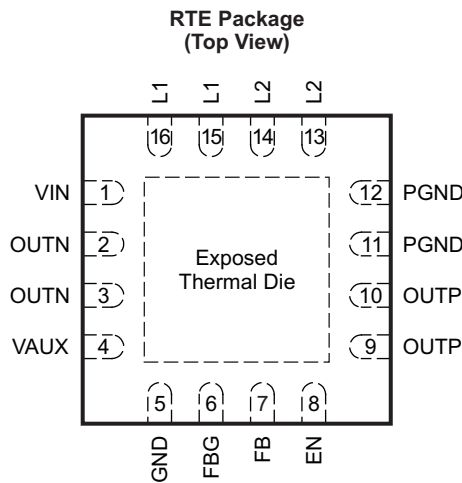 RTE Package
(Top View)
L1 L1 L2 L2
16 15 14 13
VIN 1 12 PGND
OUTN 2 11 PGND
Exposed
Thermal Die
OUTN 3 10 OUTP
VAUX 4 9 OUTP
5 6 7 8
GND FBG FB EN